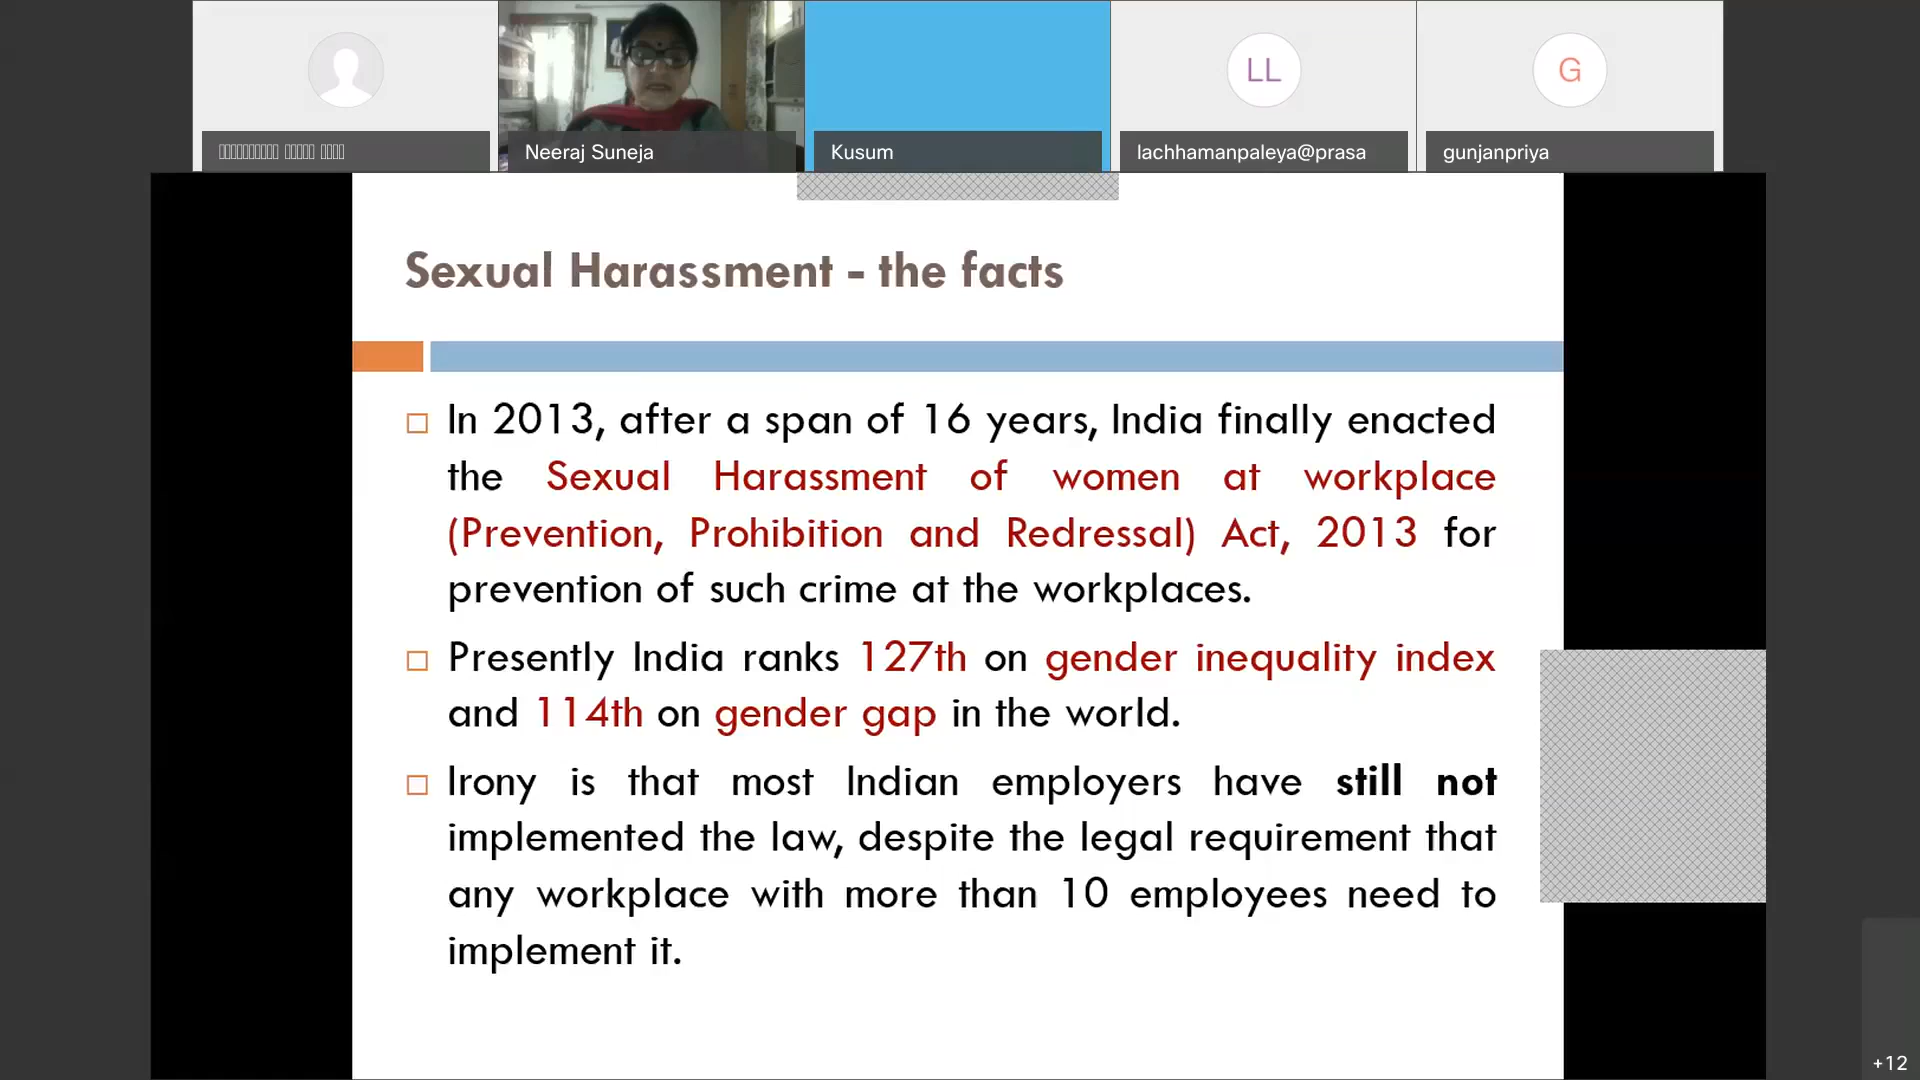 Neeraj Suneja
Kusum
LL
lachhamanpaleya@prasa
G
gunjanpriya
Sexual Harassment - the facts
In 2013, after a span of 16 years, India finally enacted
the Sexual Harassment of women at workplace
(Prevention, Prohibition and Redressal) Act, 2013 for
prevention of such crime at the workplaces.
Presently India ranks 127th on gender inequality index
and 114th on gender gap in the world.
Irony is that most Indian employers have still not
implemented the law, despite the legal requirement that
any workplace with more than 10 employees need to
implement it.
+12